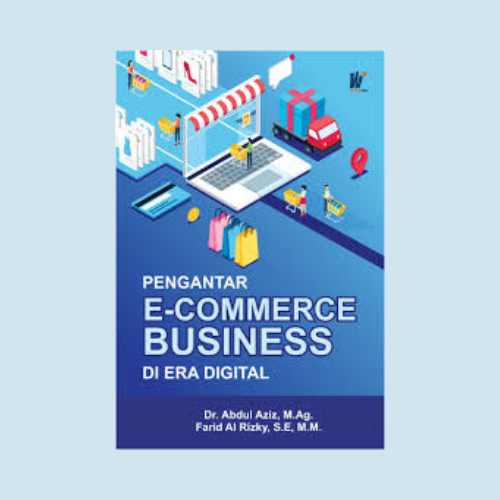 PENGANTAR
E-COMMERCE
BUSINESS
DI ERA DIGITAL
Dr. Abdul Aziz, M.Ag.
Farid Al Rizky, S.E, M.M.